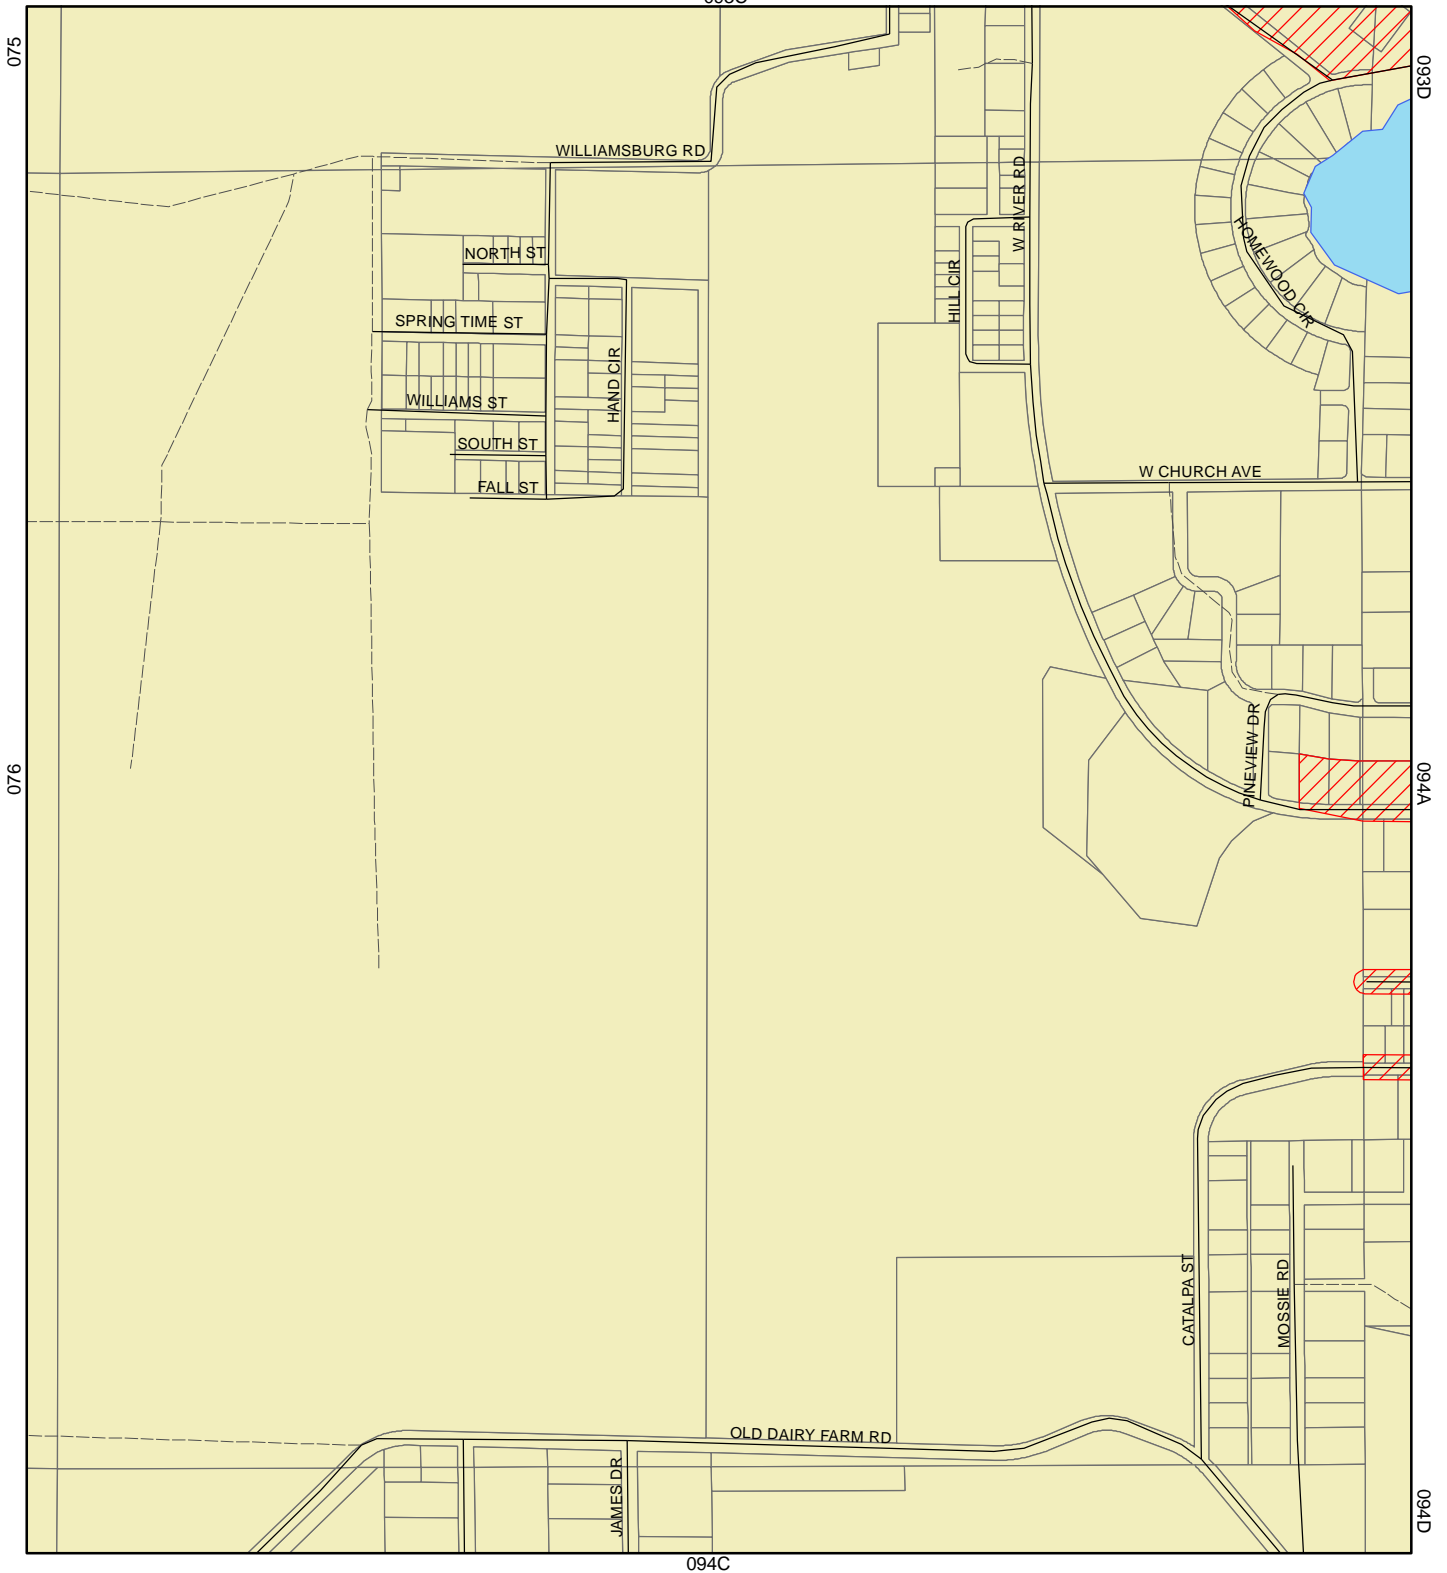 075
093D
WILLIAMSBURG RD
W RIVER RD
HOMEWOOD CIR
NORTH ST
HILL CIR
SPRING TIME ST
HAND CIR
WILLIAMS ST
SOUTH ST
W CHURCH AVE
FALL ST
PINEVIEW DR
076
094A
CATALPA ST
MOSSIE RD
OLD DAIRY FARM RD
JAMES DR
094D
094C